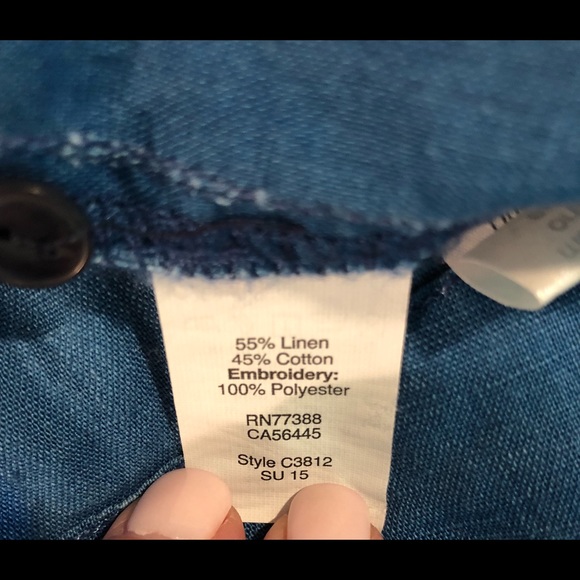 55% Linen
45% Cotton
Embroidery:
100% Polyester
RN77388
CA56445
Style C3812
SU 15